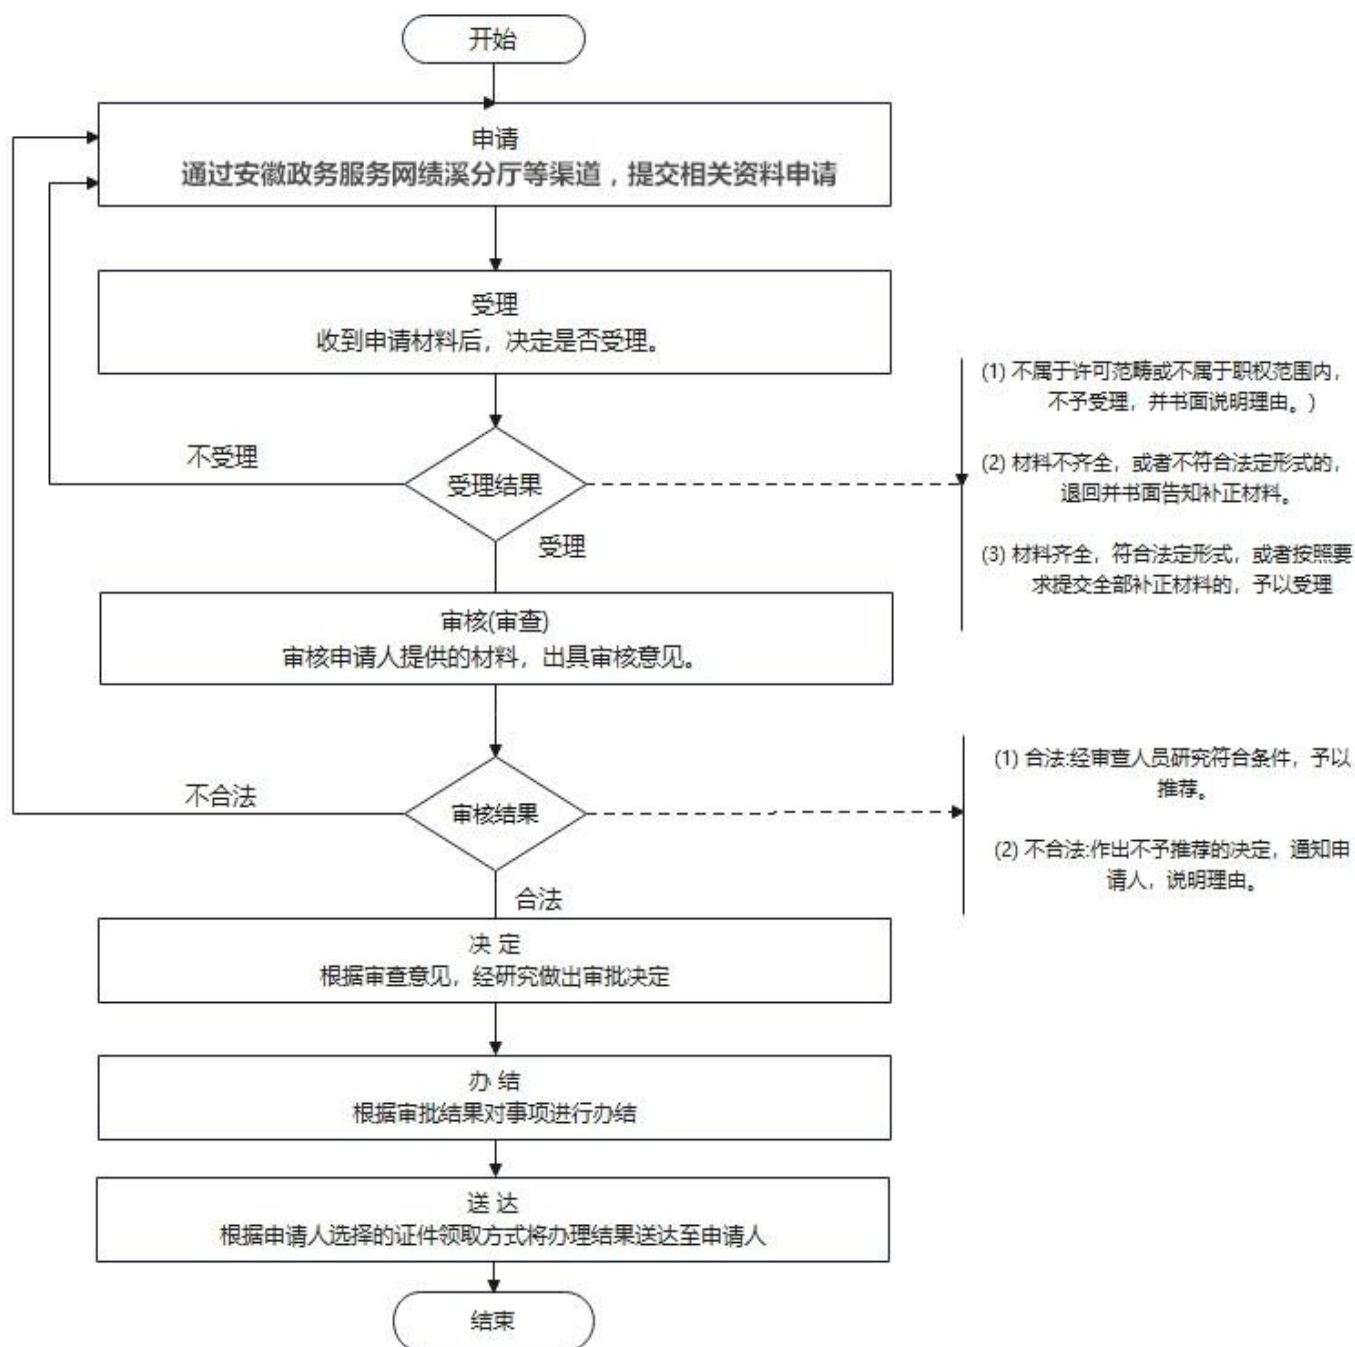 开始
申请
通过安徽政务服务网绩溪分厅等渠道，提交相关资料申请
受理
收到申请材料后，决定是否受理。
(1) 不属于许可范畴或不属于职权范围内，
不予受理，并书面说明理由。)
不受理
受理结果
(2) 材料不齐全，或者不符合法定形式的，
退回并书面告知补正材料。
受理
(3) 材料齐全，符合法定形式，或者按照要
求提交全部补正材料的，予以受理
审核(审查)
审核申请人提供的材料，出具审核意见。
(1) 合法:经审查人员研究符合条件，予以
推荐。
不合法
审核结果
(2) 不合法:作出不予推荐的决定，通知申
请人，说明理由。
合法
决 定
根据审查意见，经研究做出审批决定
办 结
根据审批结果对事项进行办结
送 达
根据申请人选择的证件领取方式将办理结果送达至申请人
结束